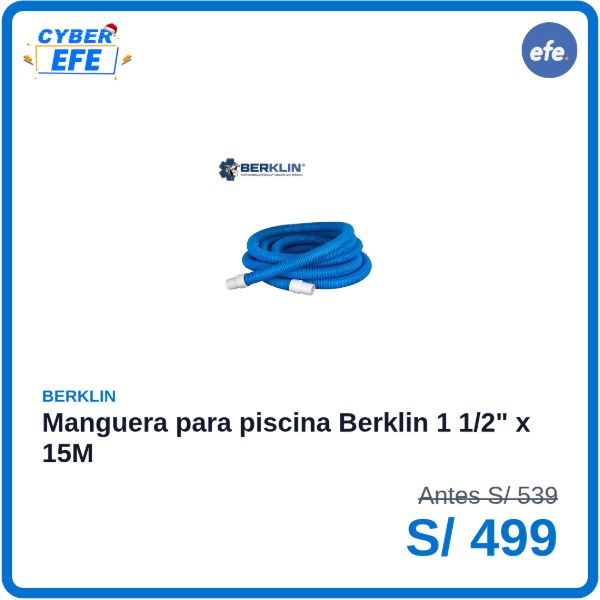 CYBER
EFE
efe.
BERKLIN®
BERKLIN
Manguera para piscina Berklin 1 1/2" x
15M
Antes S/ 539
S/ 499